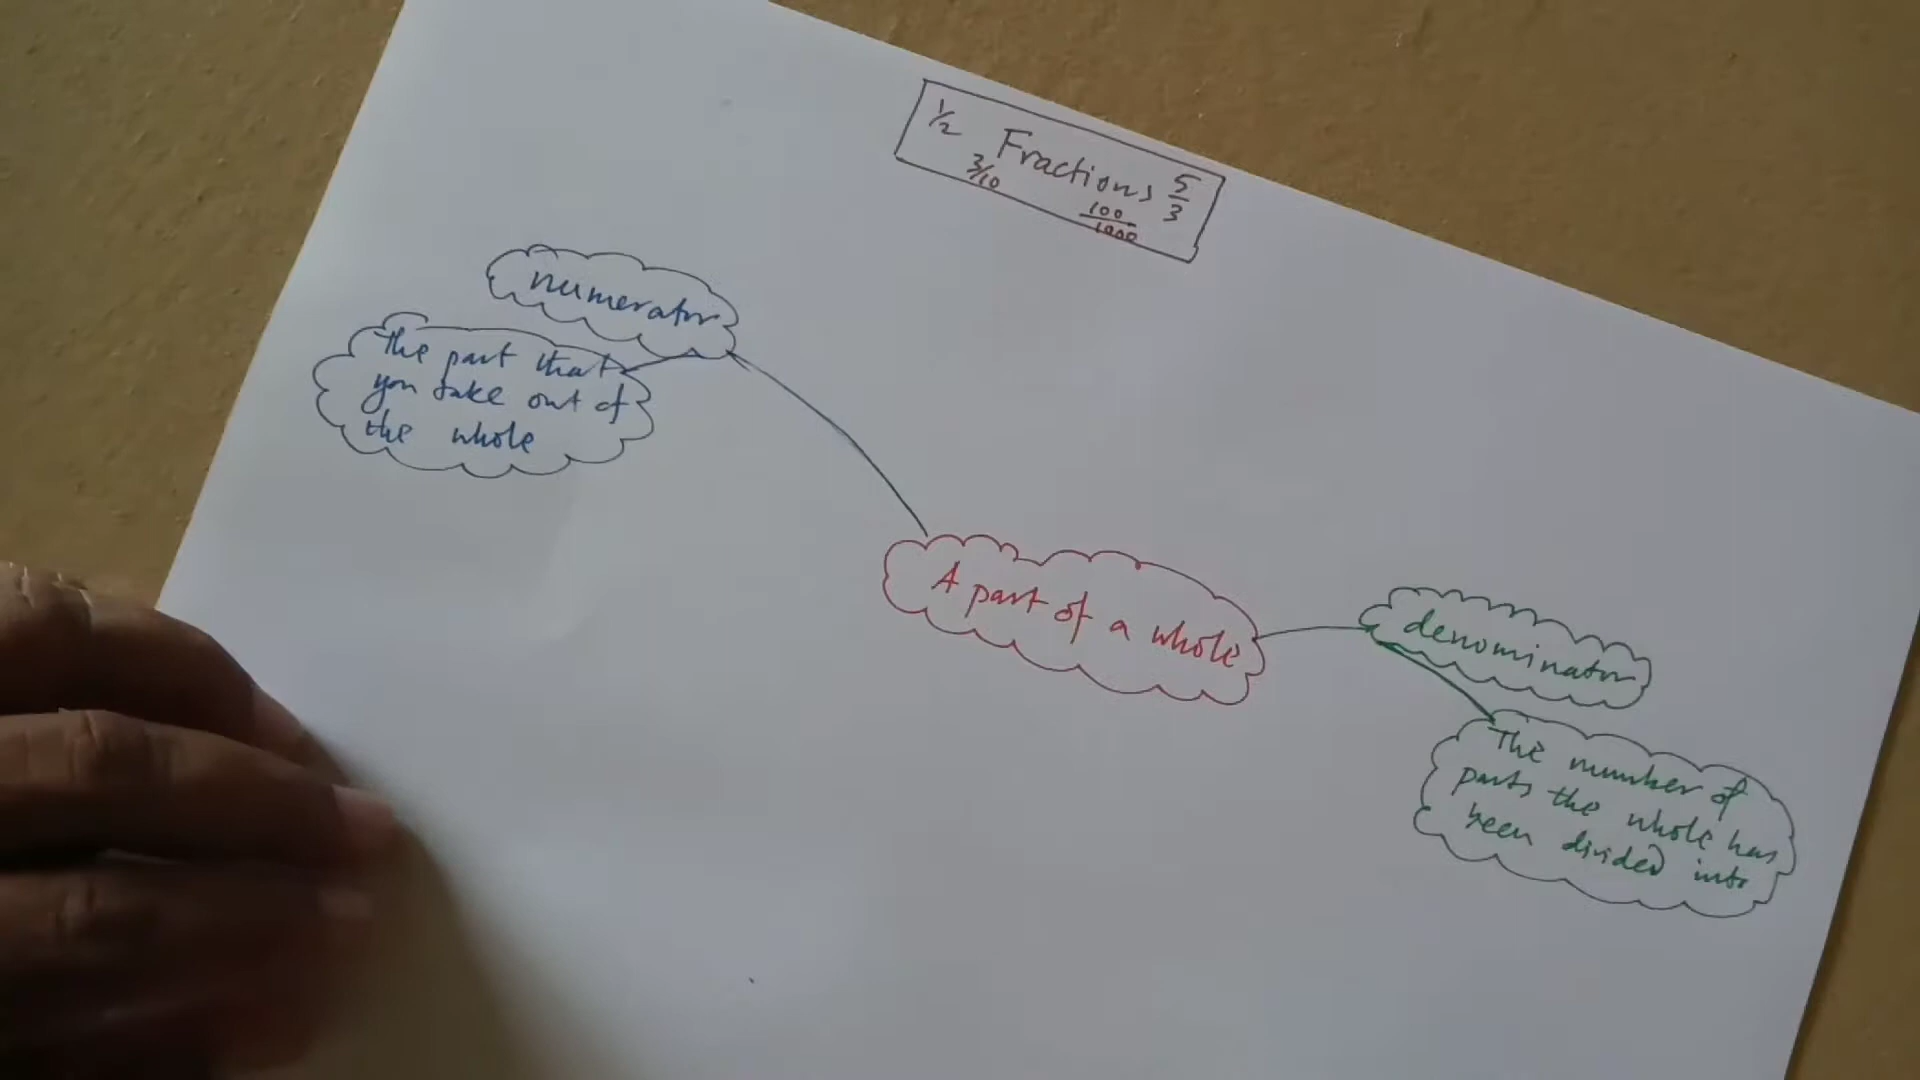 1/2 Fractions 5/3
3/10
100/1000
numerator
The part that
you take out of
the whole
A part of a whole
denominator
The number of
parts the whole has
been divided into